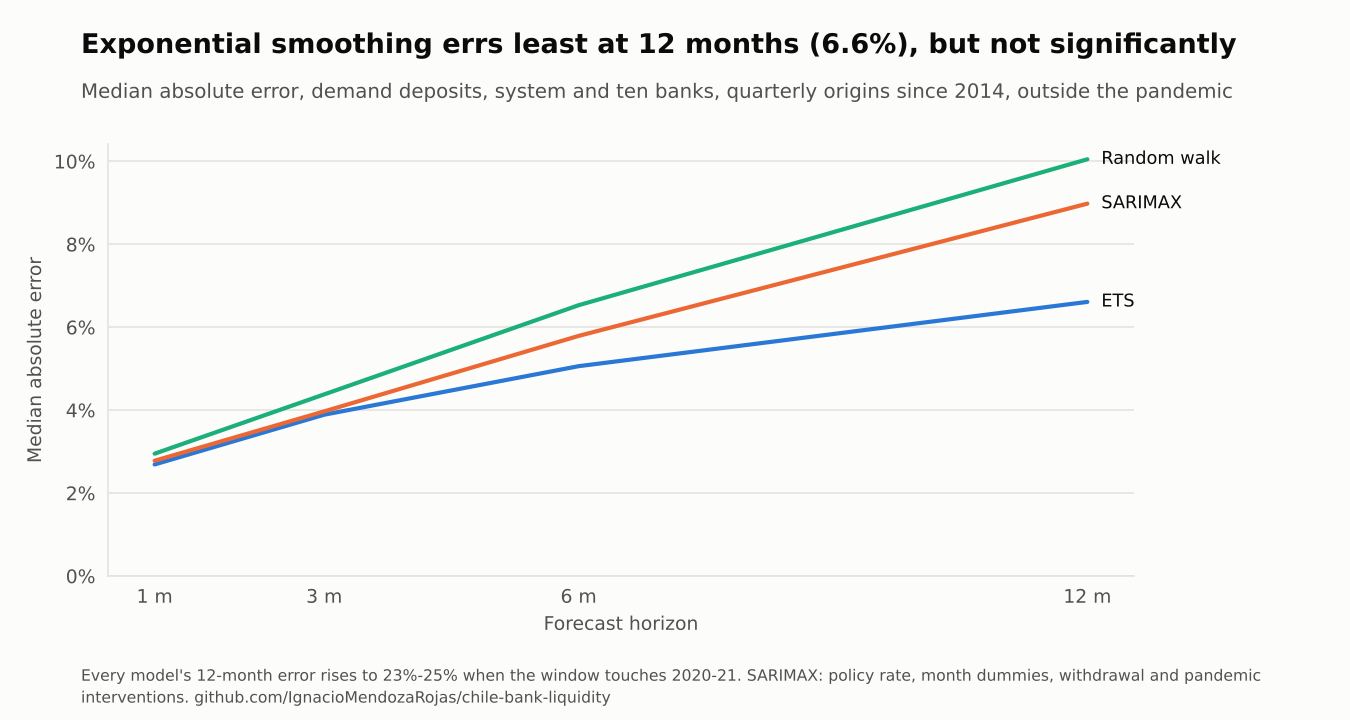 Exponential smoothing errs least at 12 months (6.6%), but not significantly
Median absolute error, demand deposits, system and ten banks, quarterly origins since 2014, outside the pandemic
10%
8%
6%
4%
2%
0%
Median absolute error
Random walk
SARIMAX
ETS
1 m
3 m
6 m
12 m
Forecast horizon
Every model's 12-month error rises to 23%-25% when the window touches 2020-21. SARIMAX: policy rate, month dummies, withdrawal and pandemic
interventions. github.com/IgnacioMendozaRojas/chile-bank-liquidity